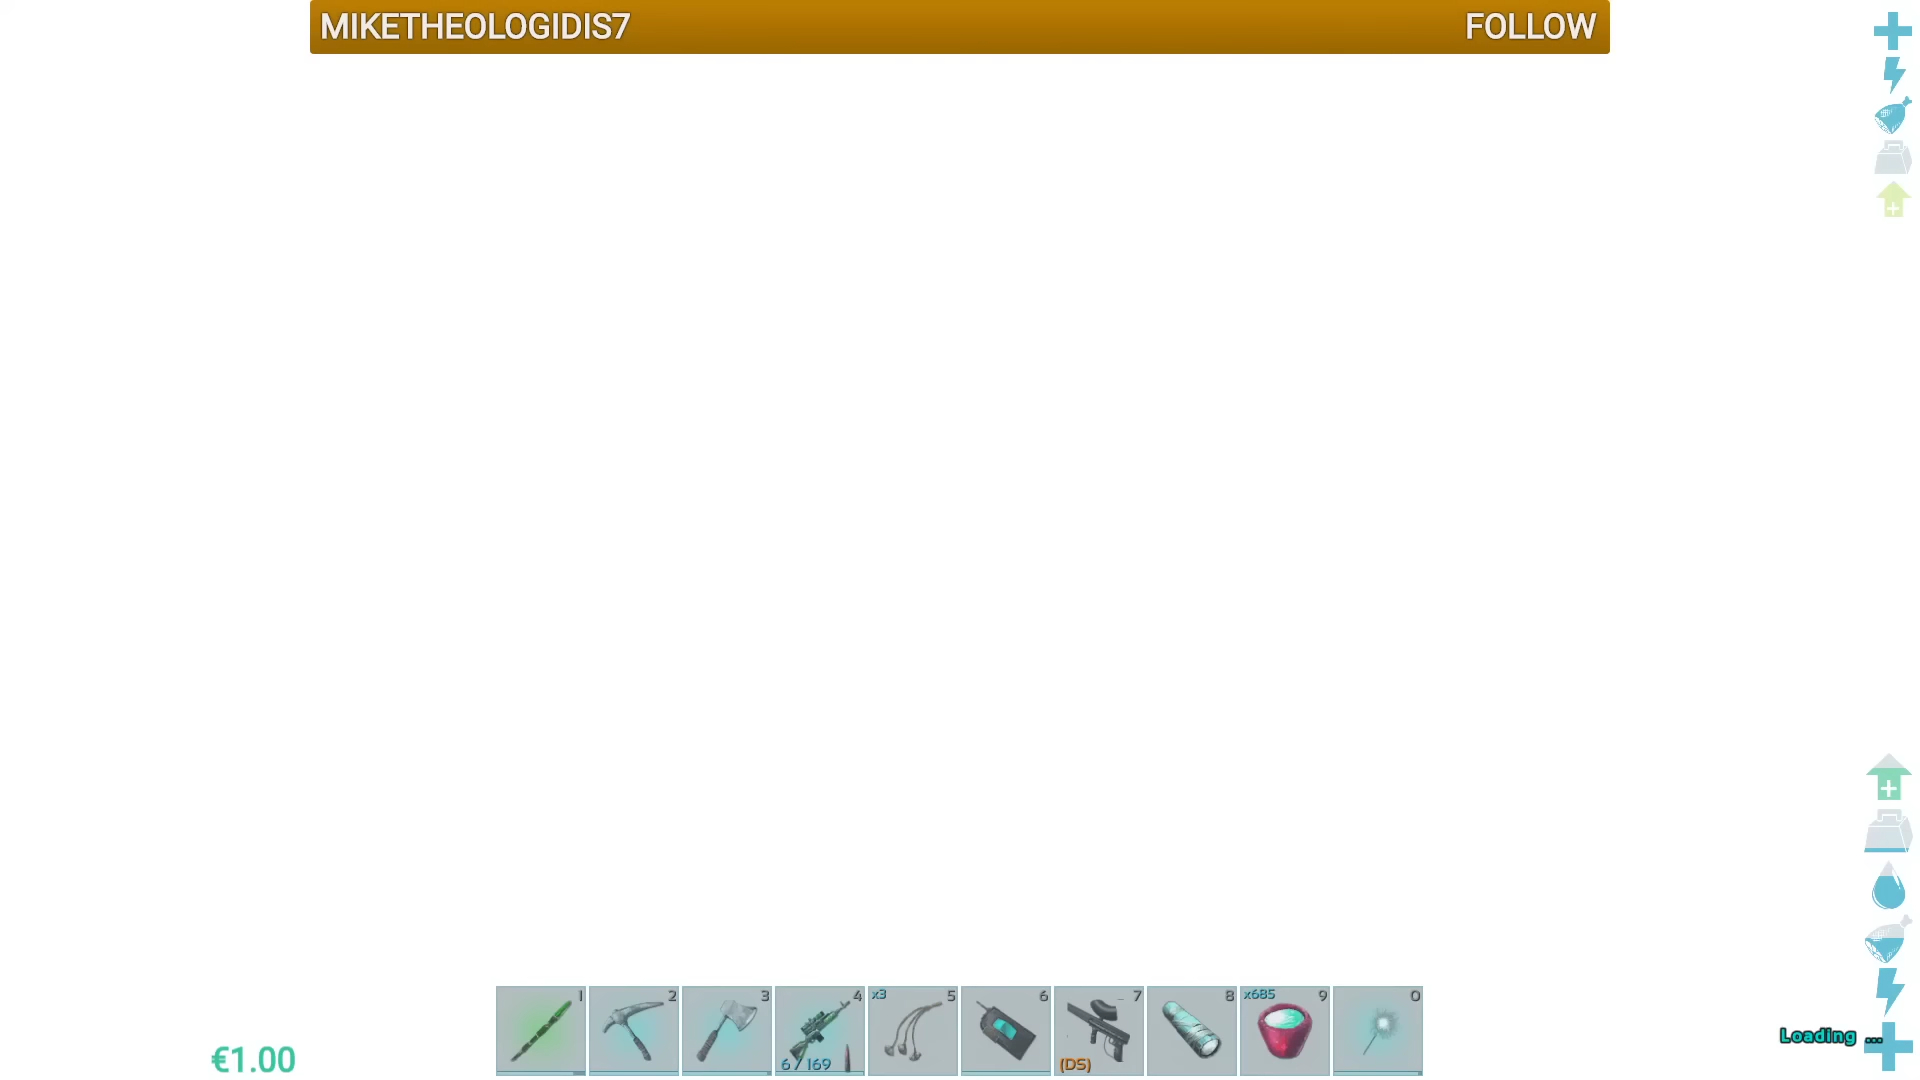 MIKETHEOLOGIDIS7 FOLLOW
€1.00
1 2 3 4 x3 5 6 7 8 x685 9 0
6 / 169 (DS)
Loading ...